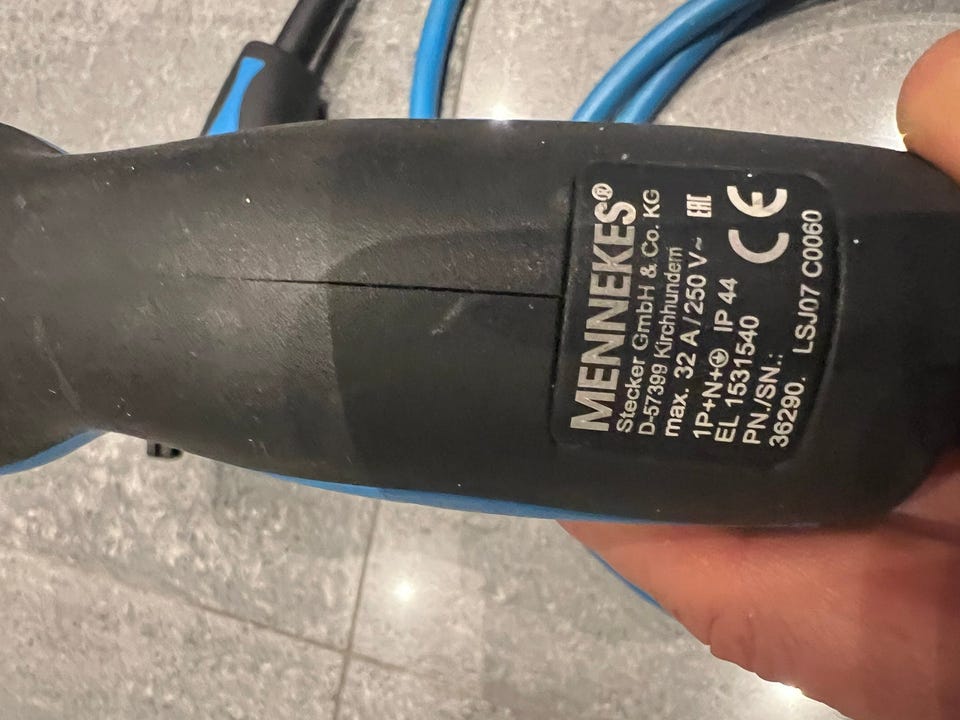 MENNEKES®
Stecker GmbH & Co. KG
D-57399 Kirchhundem
max. 32 A / 250 V ~ EAC
1P+N+⏚ IP 44
EL 1531540
PN./SN.:
36290. LSJ07 C0060
CE